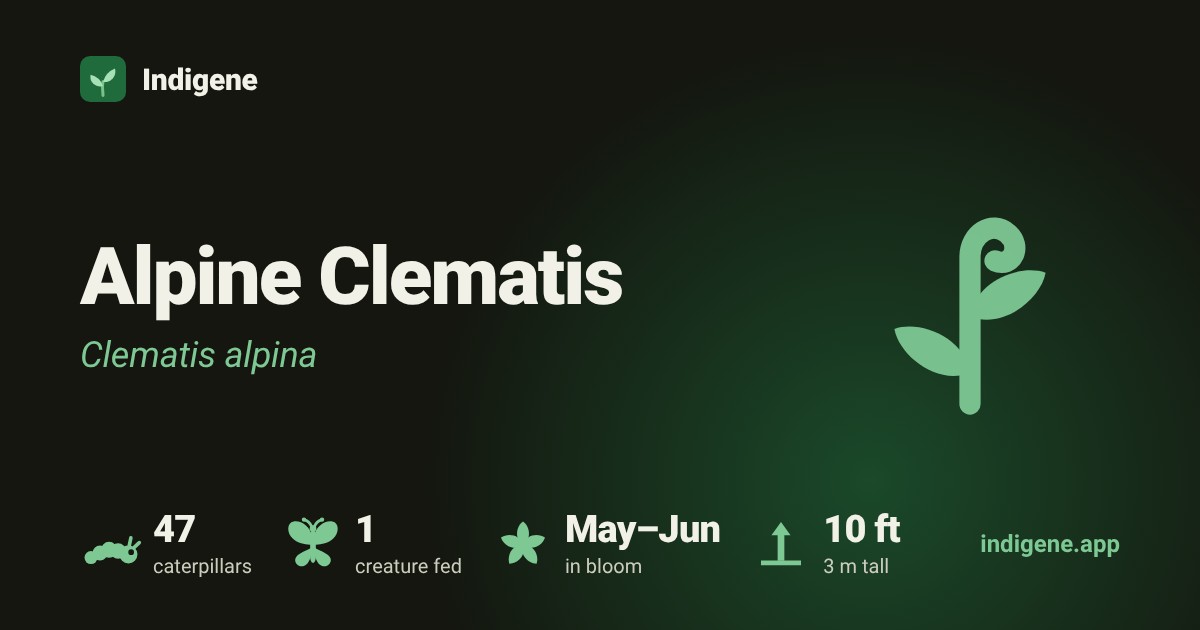 Indigene
Alpine Clematis
Clematis alpina
47
caterpillars
1
creature fed
May–Jun
in bloom
10 ft
3 m tall
indigene.app